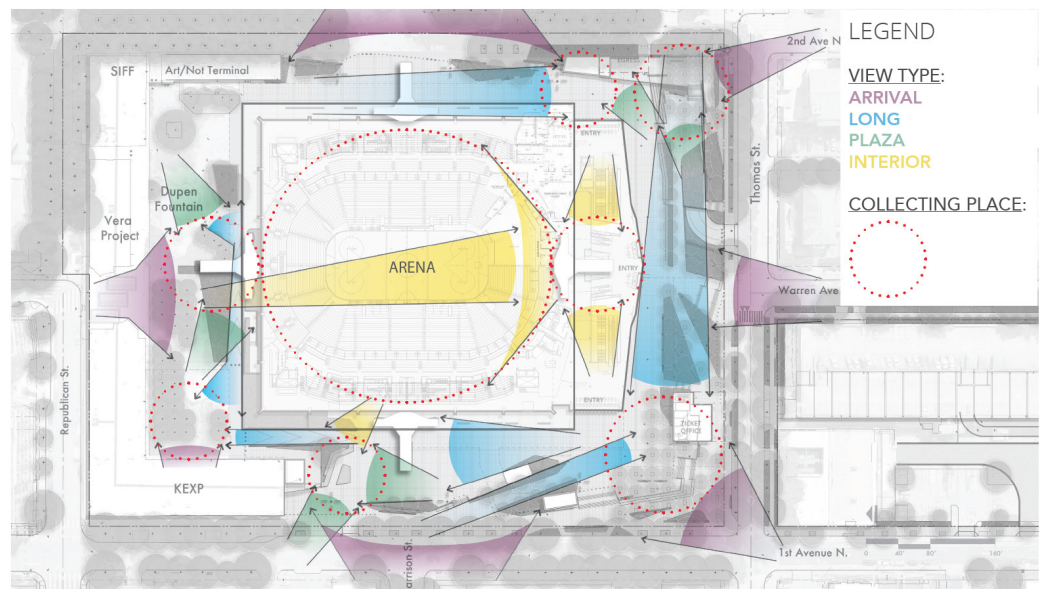 LEGEND
VIEW TYPE:
ARRIVAL
LONG
PLAZA
INTERIOR
COLLECTING PLACE:
2nd Ave N
SIFF
Art/Not Terminal
ENTRY
Thomas St.
Dupen
Fountain
Vera
Project
ARENA
ENTRY
Warren Ave
Republican St.
ENTRY
TICKET
OFFICE
KEXP
1st Avenue N.
0 40' 80' 160'
arrison St.